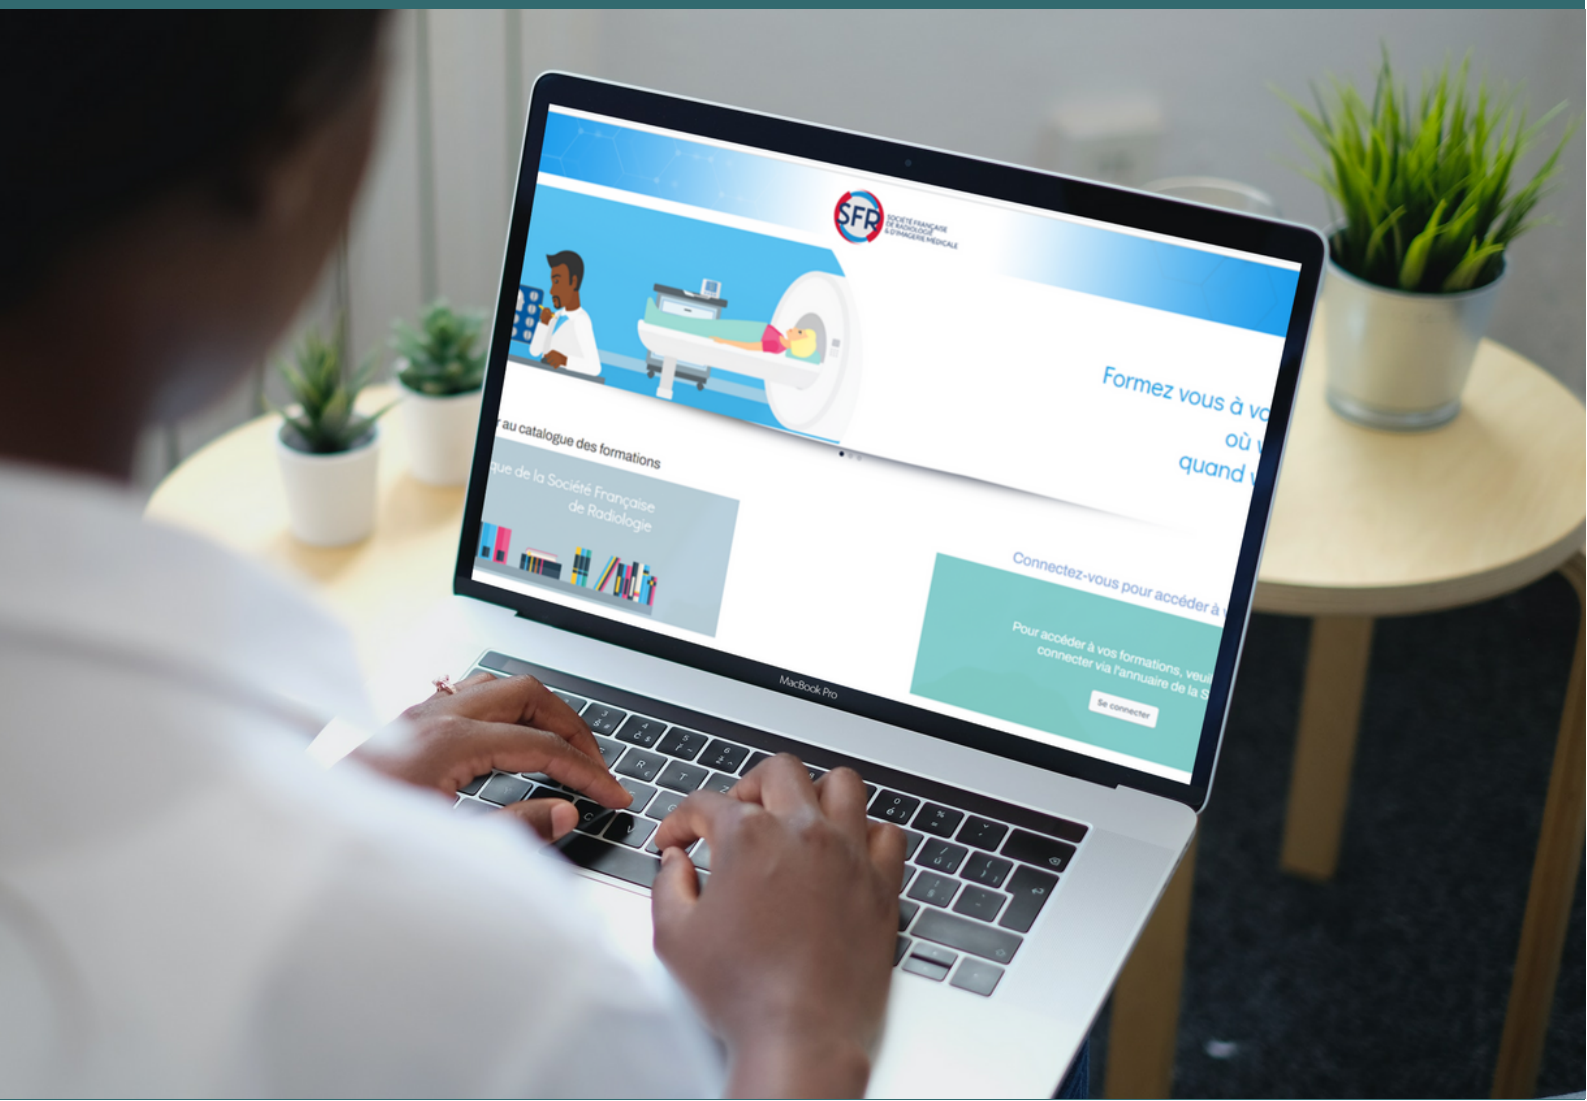 SFR
SOCIÉTÉ FRANÇAISE
DE RADIOLOGIE
& D'IMAGERIE MÉDICALE
Formez vous à vo
où v
quand v
r au catalogue des formations
que de la Société Française
de Radiologie
Connectez-vous pour accéder à v
Pour accéder à vos formations, veuil
connecter via l'annuaire de la S
Se connecter
MacBook Pro